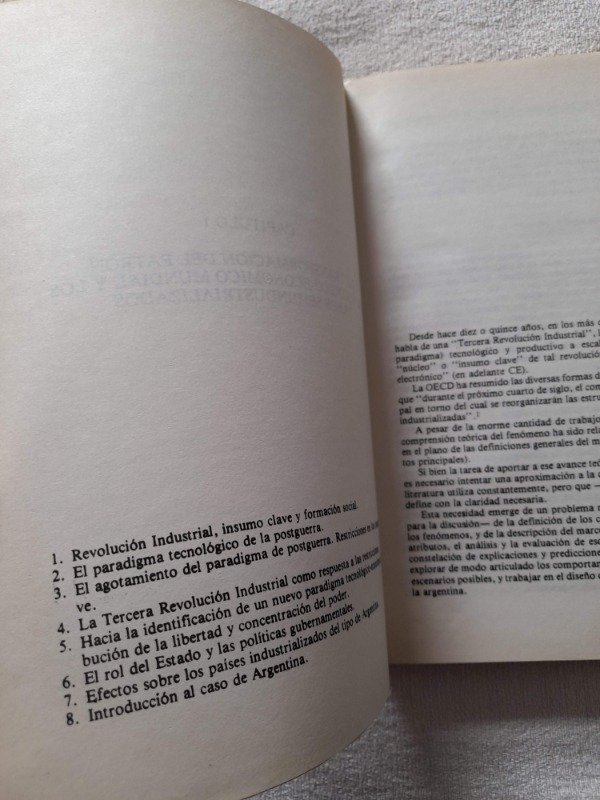 1. Revolución Industrial, insumo clave y formación social.
2. El paradigma tecnológico de la postguerra.
3. El agotamiento del paradigma de postguerra. Restricciones en la
ve.
4. La Tercera Revolución Industrial como respuesta a las restricciones.
5. Hacia la identificación de un nuevo paradigma
bución de la libertad y concentración del poder.
6. El rol del Estado y las políticas gubernamentales.
7. Efectos sobre los países industrializados del tipo de Argentina.
8. Introducción al caso de Argentina.
Desde hace diez o quince años, en los más
habla de una "Tercera Revolución Industrial",
paradigma) tecnológico y productivo a escal
"núcleo" o "insumo clave" de tal revolució
electrónico" (en adelante CE).
La OECD ha resumido las diversas formas d
que "durante el próximo cuarto de siglo, el com
pal en torno del cual se reorganizarán las estru
industrializadas".
A pesar de la enorme cantidad de trabajo
comprensión teórica del fenómeno ha sido rela
en el plano de las definiciones generales del m
tos principales).
Si bien la tarea de aportar a ese avance teó
es necesario intentar una aproximación a la c
literatura utiliza constantemente, pero que —
define con la claridad necesaria.
Esta necesidad emerge de un problema
para la discusión— de la definición de los c
los fenómenos, y de la descripción del marco
atributos, el análisis y la evaluación de esc
constelación de explicaciones y prediccione
explorar de modo articulado los comportam
escenarios posibles, y trabajar en el diseño
la argentina.